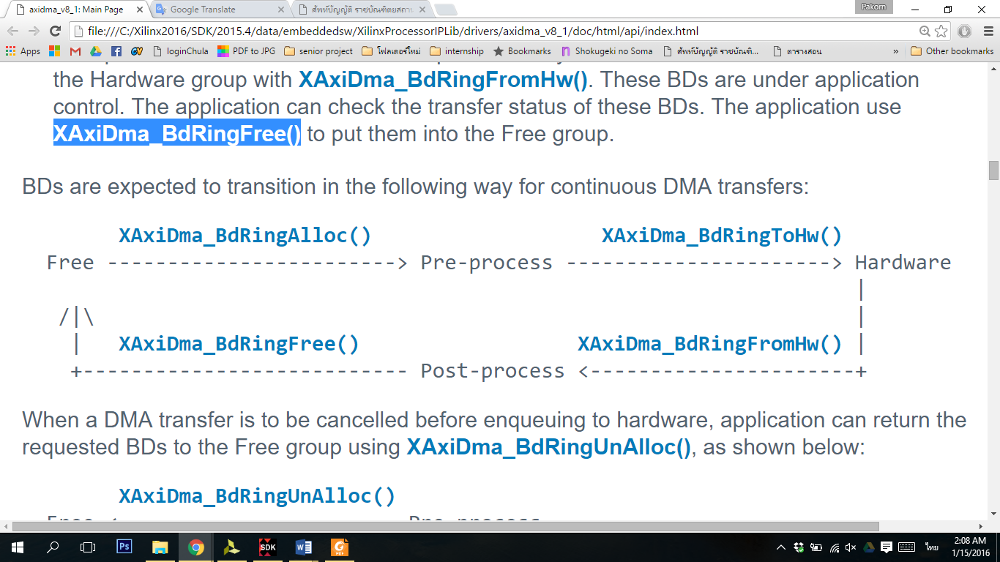 axidma_v8_1: Main Page
Google Translate
ศัพท์บัญญัติ ราชบัณฑิตยสถา
Pakorn
file:///C:/Xilinx2016/SDK/2015.4/data/embeddedsw/XilinxProcessorIPLib/drivers/axidma_v8_1/doc/html/api/index.html
Apps
loginChula
PDF to JPG
senior project
โฟลเดอร์ใหม่
internship
Bookmarks
Shokugeki no Soma
ศัพท์บัญญัติ ราชบัณฑิ...
ตารางสอน
»
Other bookmarks
the Hardware group with XAxiDma_BdRingFromHw(). These BDs are under application
control. The application can check the transfer status of these BDs. The application use
XAxiDma_BdRingFree() to put them into the Free group.
BDs are expected to transition in the following way for continuous DMA transfers:
XAxiDma_BdRingAlloc() XAxiDma_BdRingToHw()
Free ------------------------> Pre-process ----------------------> Hardware
|
/|\ |
| XAxiDma_BdRingFree() XAxiDma_BdRingFromHw() |
+--------------------------- Post-process <----------------------+
When a DMA transfer is to be cancelled before enqueuing to hardware, application can return the
requested BDs to the Free group using XAxiDma_BdRingUnAlloc(), as shown below:
XAxiDma_BdRingUnAlloc()
Ps
SDK
PDF
ไทย
2:08 AM
1/15/2016